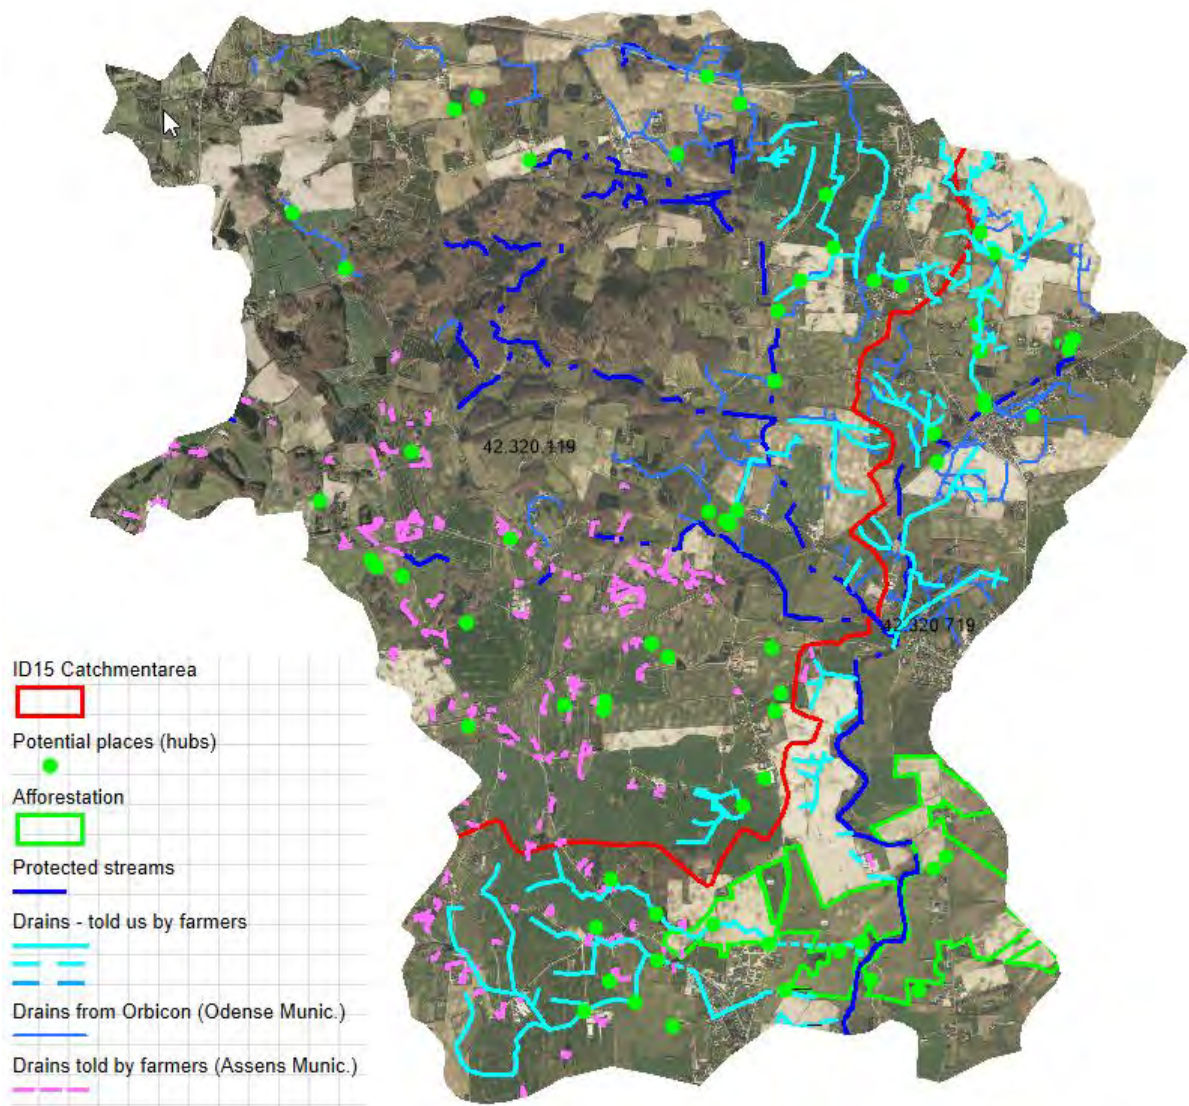 42.320.119
42.320.719
ID15 Catchmentarea
Potential places (hubs)
Afforestation
Protected streams
Drains - told us by farmers
Drains from Orbicon (Odense Munic.)
Drains told by farmers (Assens Munic.)